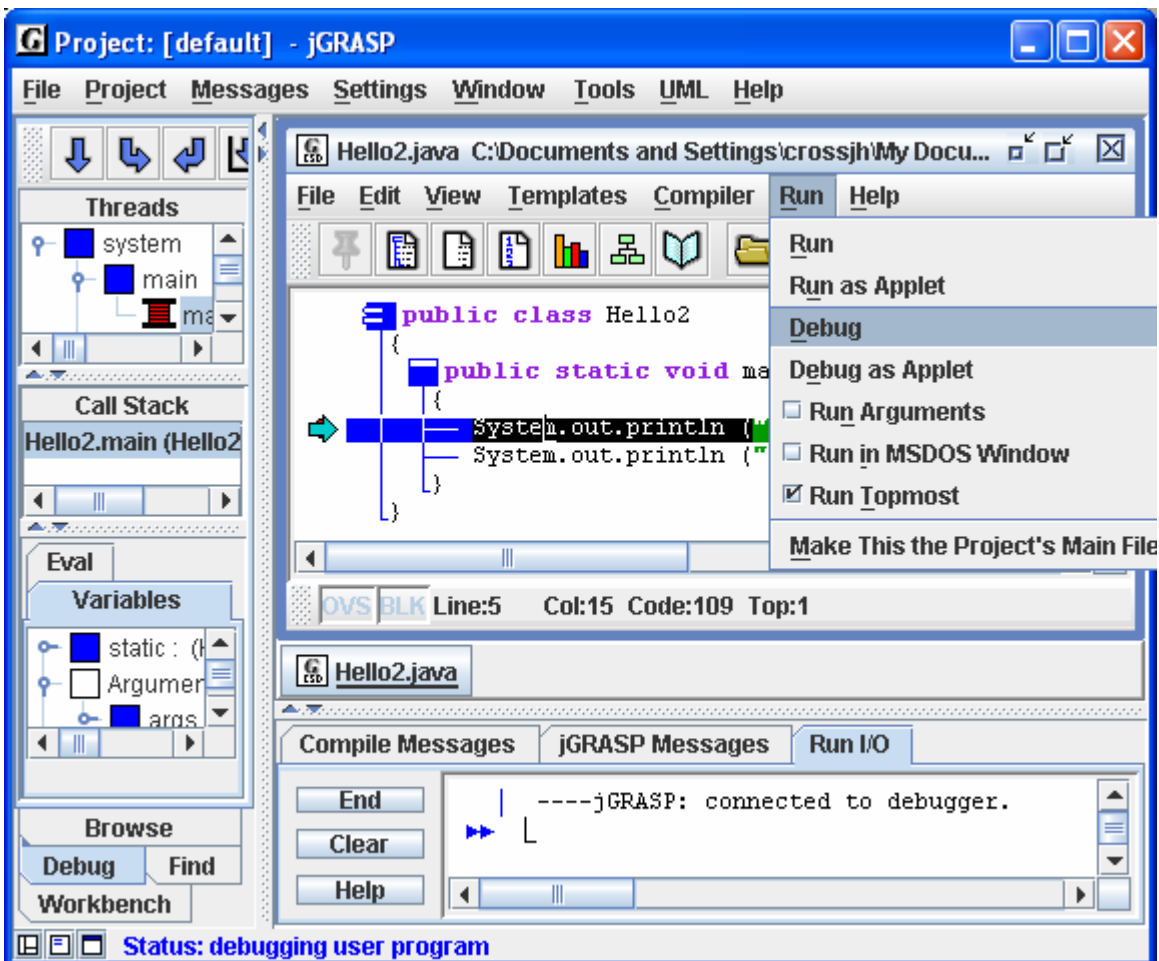 Project: [default] - jGRASP
File Project Messages Settings Window Tools UML Help
Threads
system
main
Call Stack
Hello2.main (Hello2
Eval
Variables
static : (H
Argumen
args
Browse
Debug Find
Workbench
Hello2.java C:\Documents and Settings\crossjh\My Docu...
File Edit View Templates Compiler Run Help
public class Hello2
{
public static void ma
{
System.out.println ("
System.out.println ("
}
}
Run
Run as Applet
Debug
Debug as Applet
Run Arguments
Run in MSDOS Window
Run Topmost
Make This the Project's Main File
OVS BLK Line:5 Col:15 Code:109 Top:1
Hello2.java
Compile Messages jGRASP Messages Run I/O
End
Clear
Help
----jGRASP: connected to debugger.
Status: debugging user program